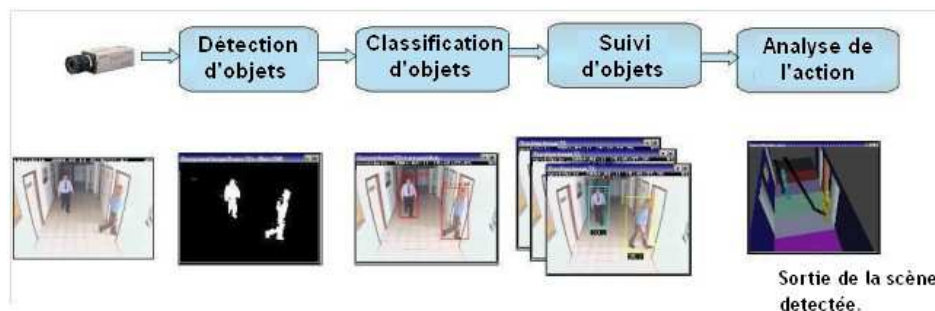 Détection
d'objets
Classification
d'objets
Suivi
d'objets
Analyse de
l'action
Sortie de la scène
detectée.